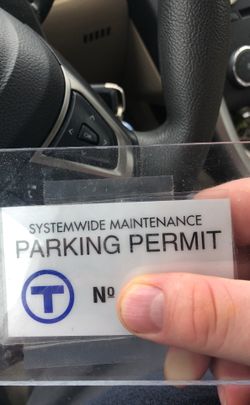 SYSTEMWIDE MAINTENANCE
PARKING PERMIT
T Nº